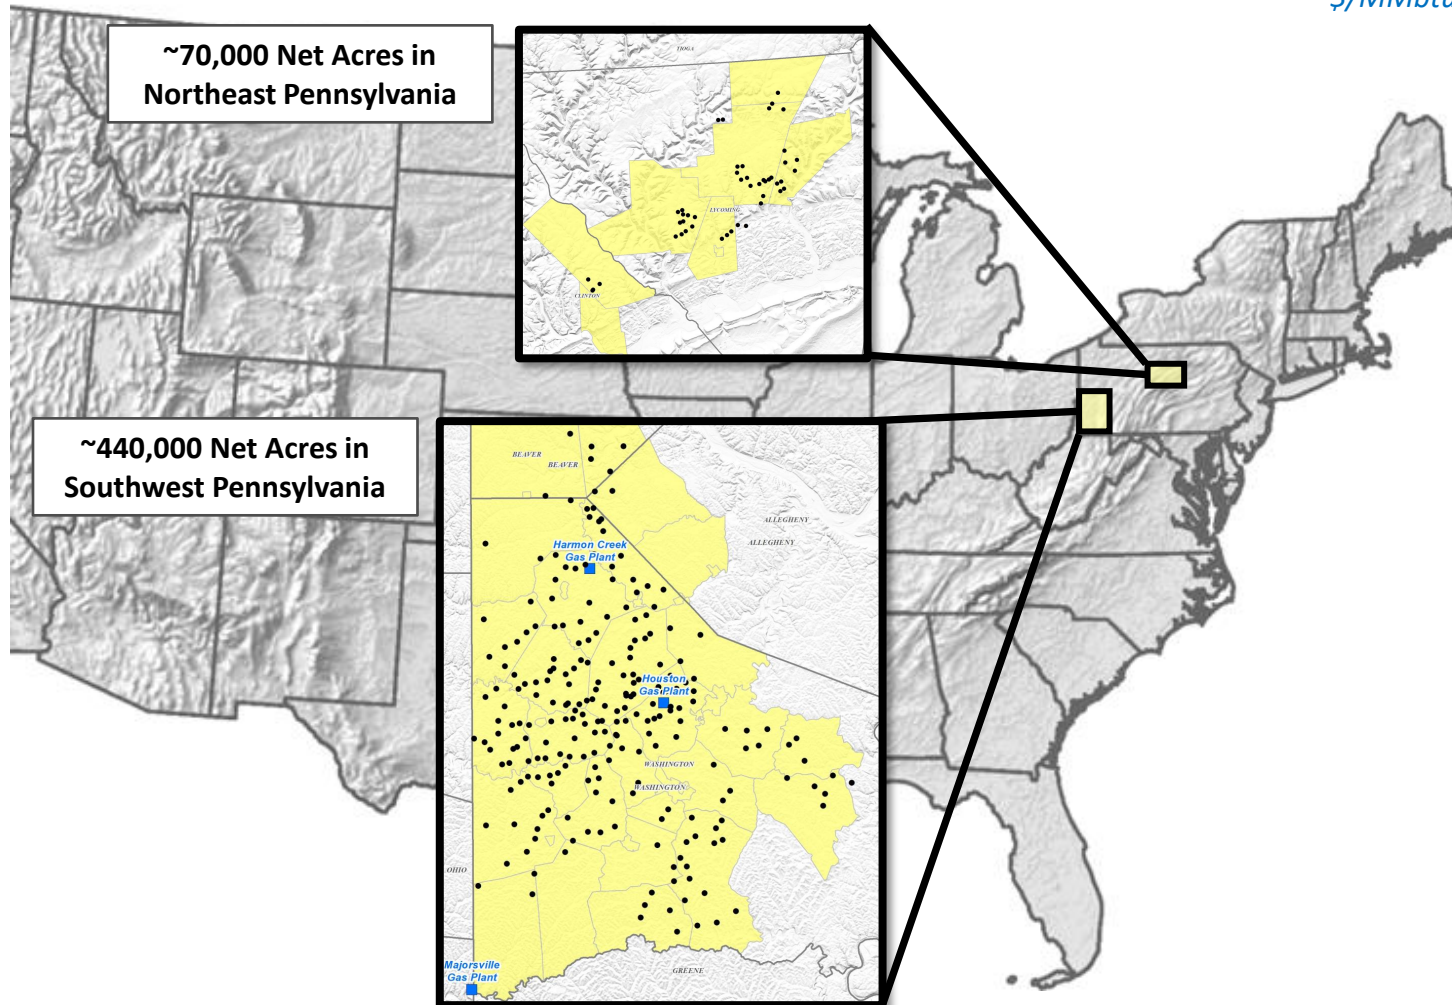 $/MMbtu
~70,000 Net Acres in
Northeast Pennsylvania
TIOGA
LYCOMING
CLINTON
~440,000 Net Acres in
Southwest Pennsylvania
BEAVER
BEAVER
ALLEGHENY
ALLEGHENY
Harmon Creek
Gas Plant
Houston
Gas Plant
WASHINGTON
WASHINGTON
OHIO
Majorsville
Gas Plant
GREENE